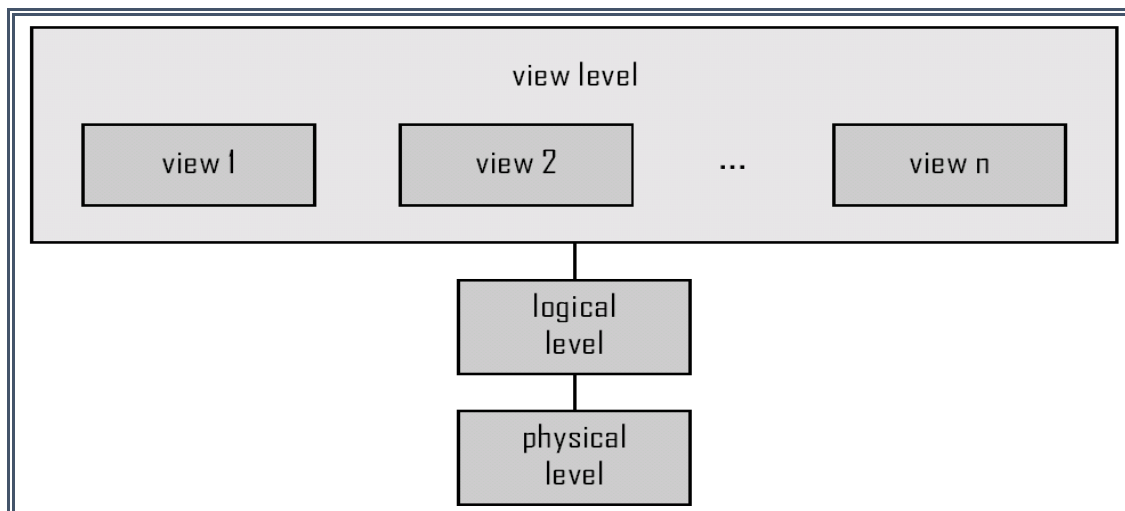 view level
view 1 view 2 ... view n
logical
level
physical
level